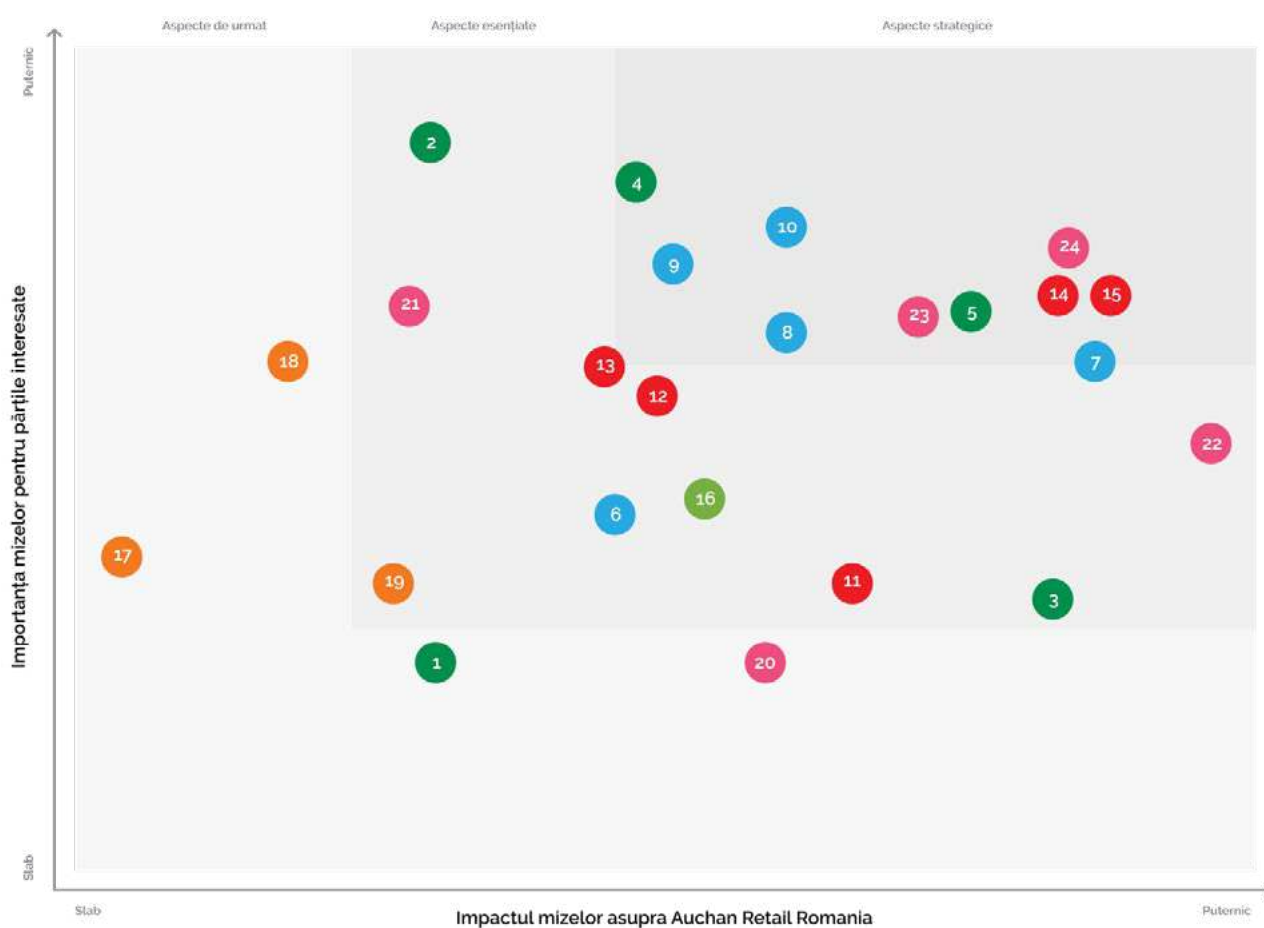 Aspecte de urmat
Aspecte esențiale
Aspecte strategice
Puternic
Importanța mizelor pentru părțile interesate
Slab
2
4
10
24
9
14
15
21
5
23
8
18
7
13
12
22
16
6
17
19
11
3
1
20
Slab
Puternic
Impactul mizelor asupra Auchan Retail Romania